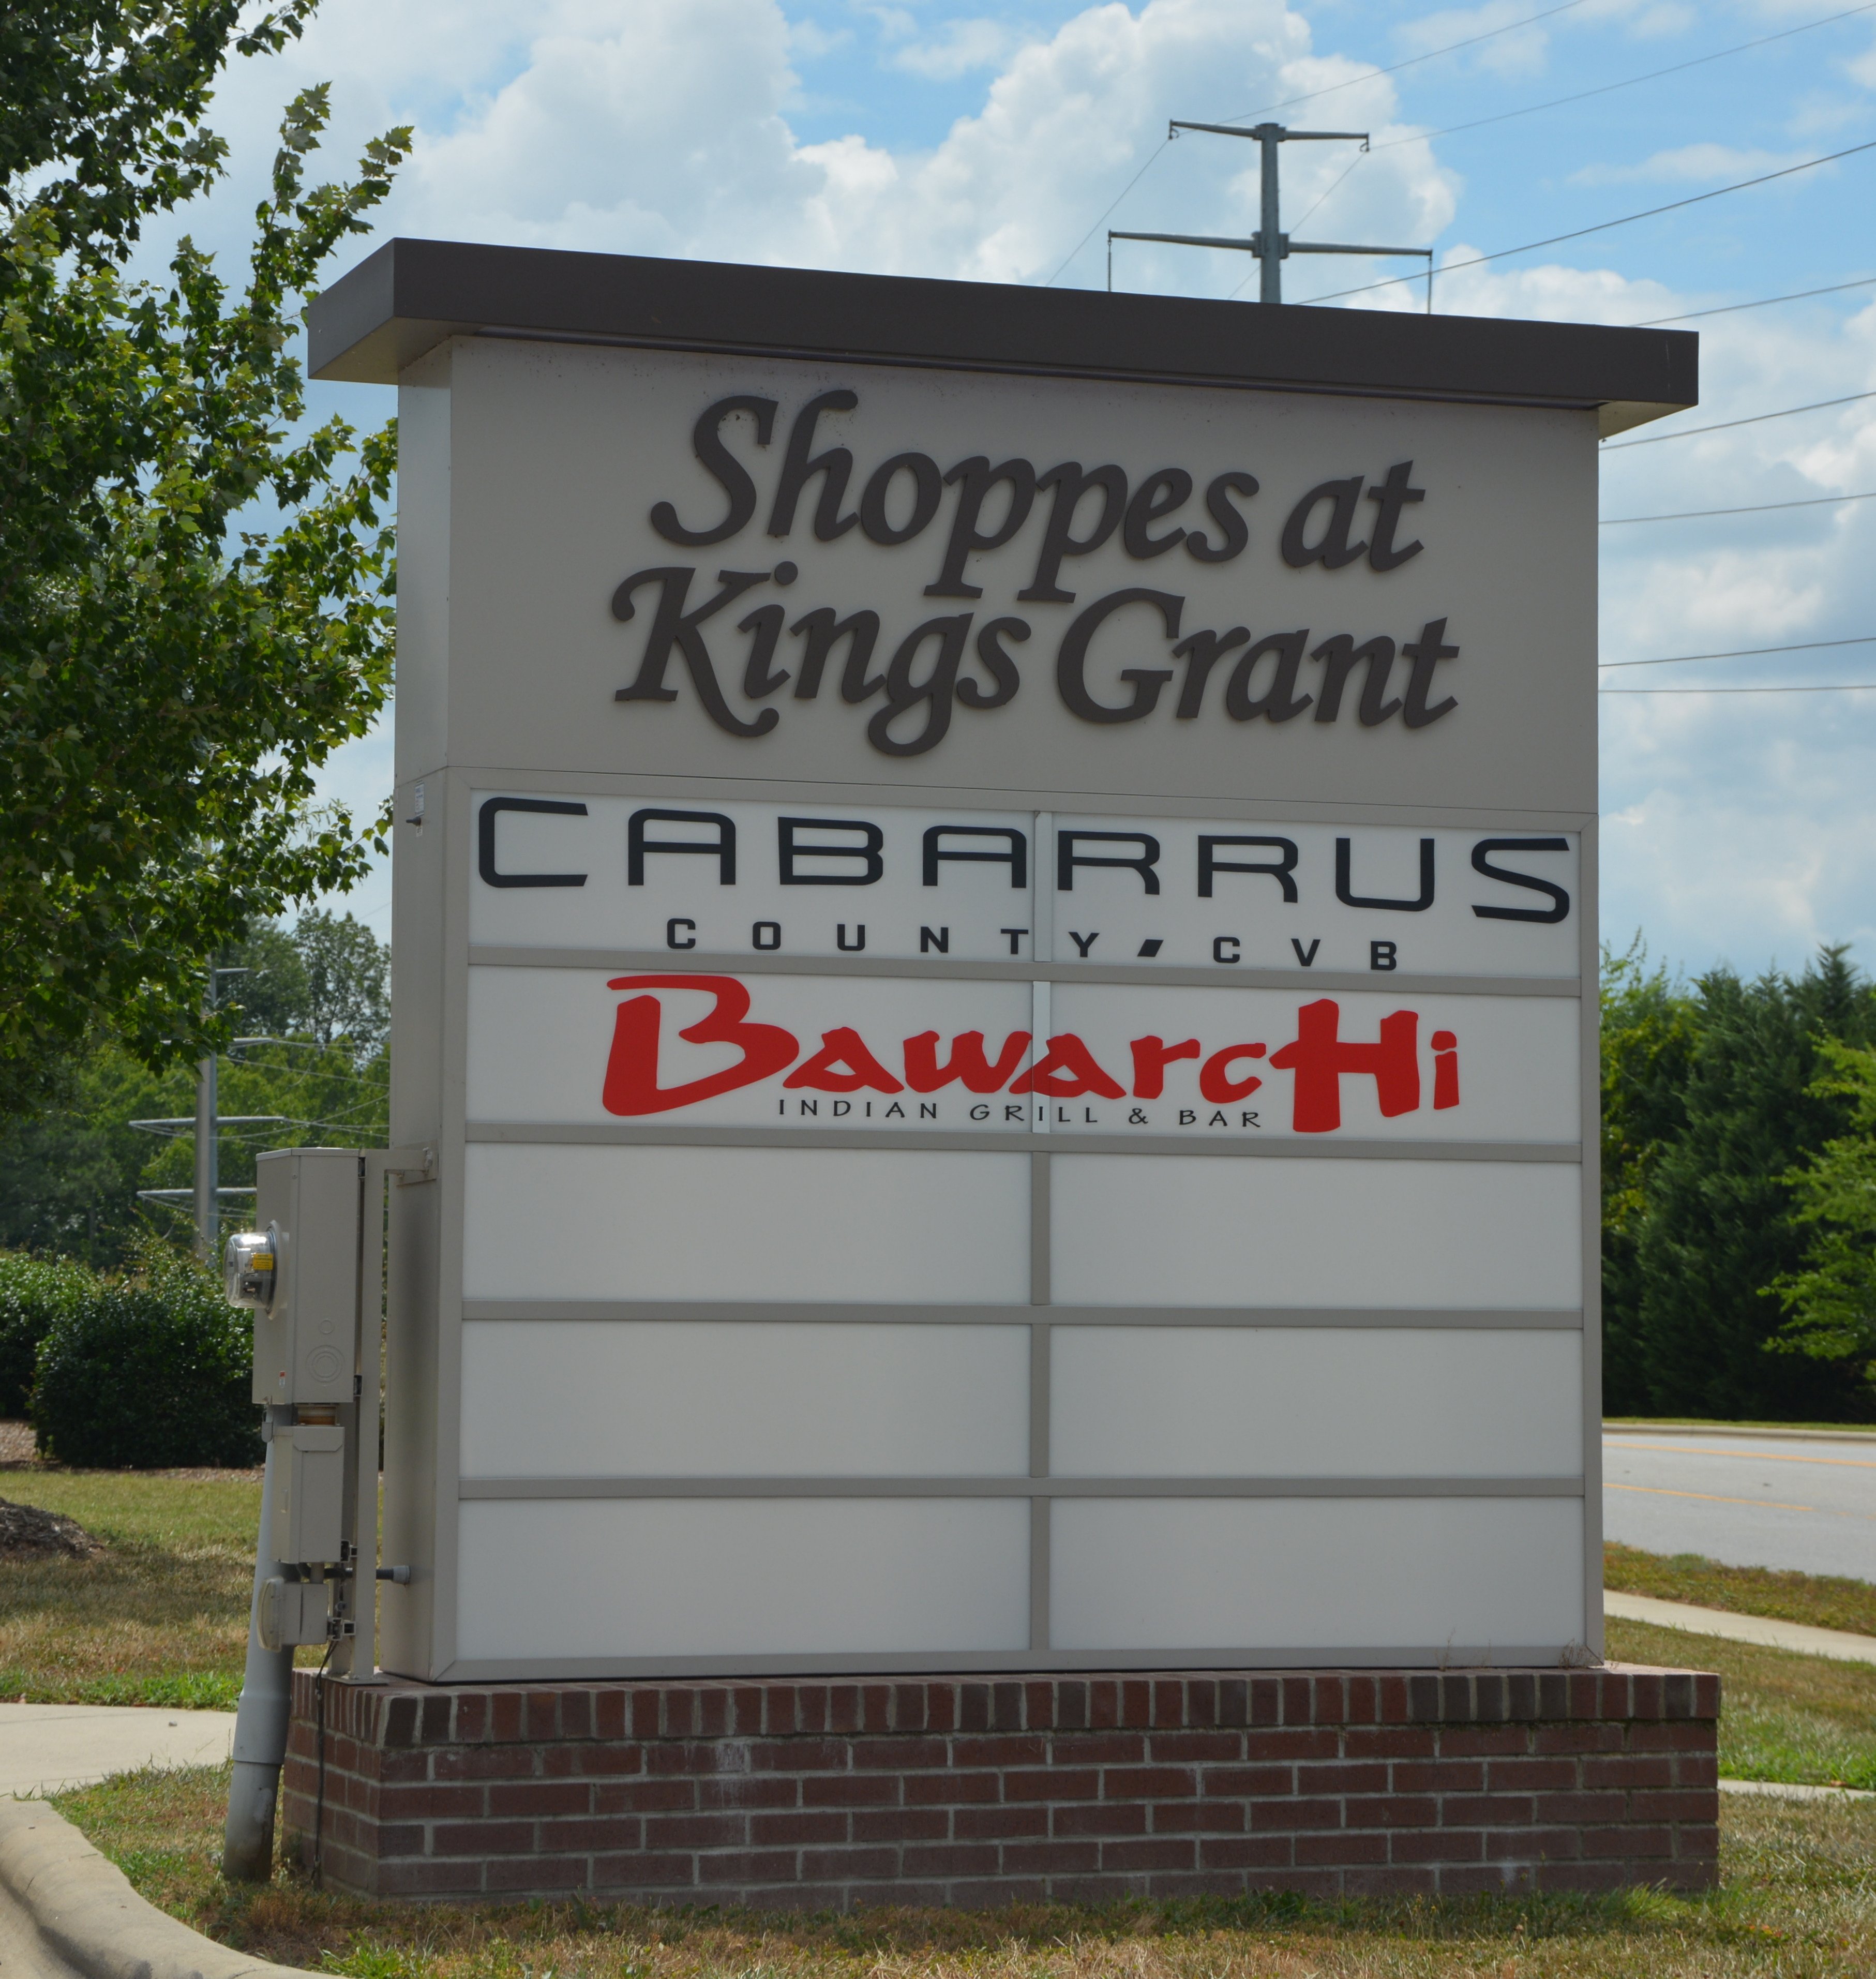 Shoppes at
Kings Grant
CABARRUS
COUNTY CVB
BawarcHi
INDIAN GRILL & BAR